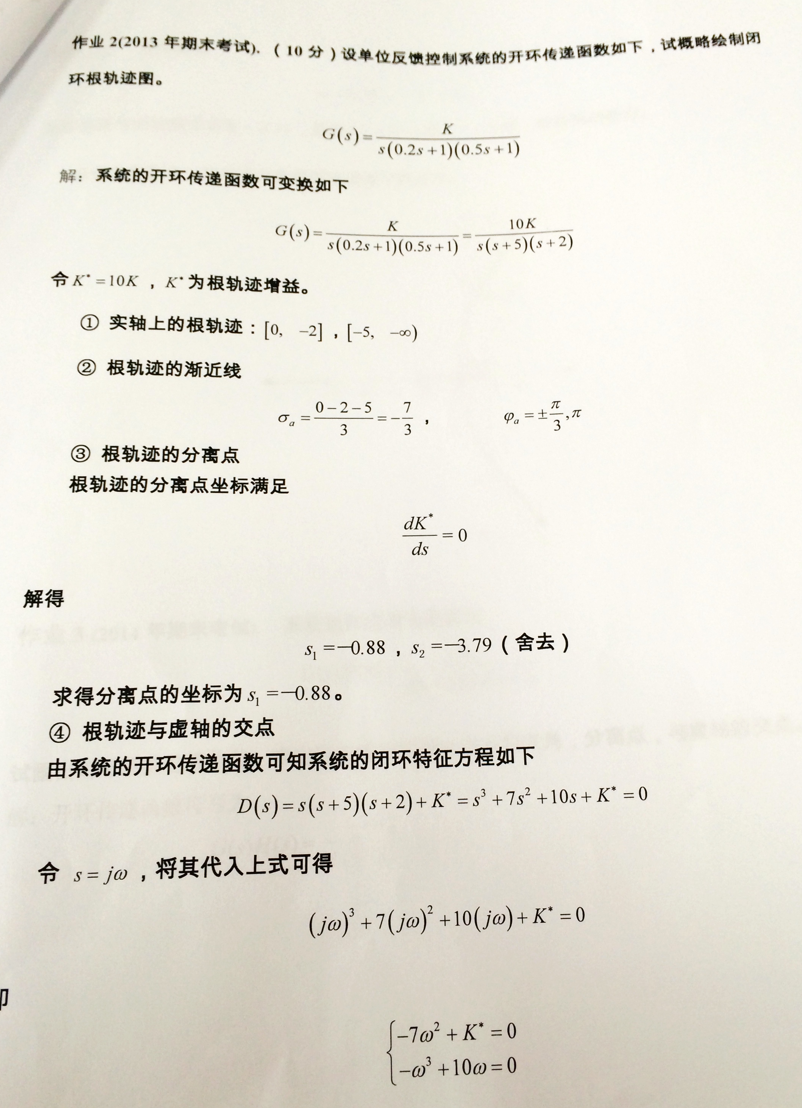 作业 2(2013 年期末考试).（10 分）设单位反馈控制系统的开环传递函数如下，试概略绘制闭
环根轨迹图。
G(s)=K/(s(0.2s+1)(0.5s+1))
解：系统的开环传递函数可变换如下
G(s)=K/(s(0.2s+1)(0.5s+1))=10K/(s(s+5)(s+2))
令 K*=10K ，K* 为根轨迹增益。
① 实轴上的根轨迹：[0, −2]，[−5, −∞)
② 根轨迹的渐近线
σₐ=(0−2−5)/3=−7/3， φₐ=±π/3,π
③ 根轨迹的分离点
根轨迹的分离点坐标满足
dK*/ds=0
解得
s₁=−0.88，s₂=−3.79（舍去）
求得分离点的坐标为 s₁=−0.88。
④ 根轨迹与虚轴的交点
由系统的开环传递函数可知系统的闭环特征方程如下
D(s)=s(s+5)(s+2)+K*=s³+7s²+10s+K*=0
令 s=jω ，将其代入上式可得
(jω)³+7(jω)²+10(jω)+K*=0
{−7ω²+K*=0
−ω³+10ω=0